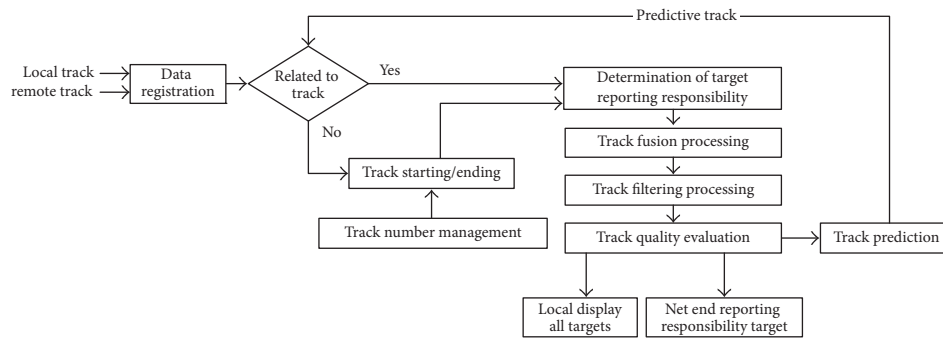 Predictive track
Local track
remote track
Data
registration
Related to
track
Yes
No
Determination of target
reporting responsibility
Track fusion processing
Track starting/ending
Track filtering processing
Track number management
Track quality evaluation
Track prediction
Local display
all targets
Net end reporting
responsibility target